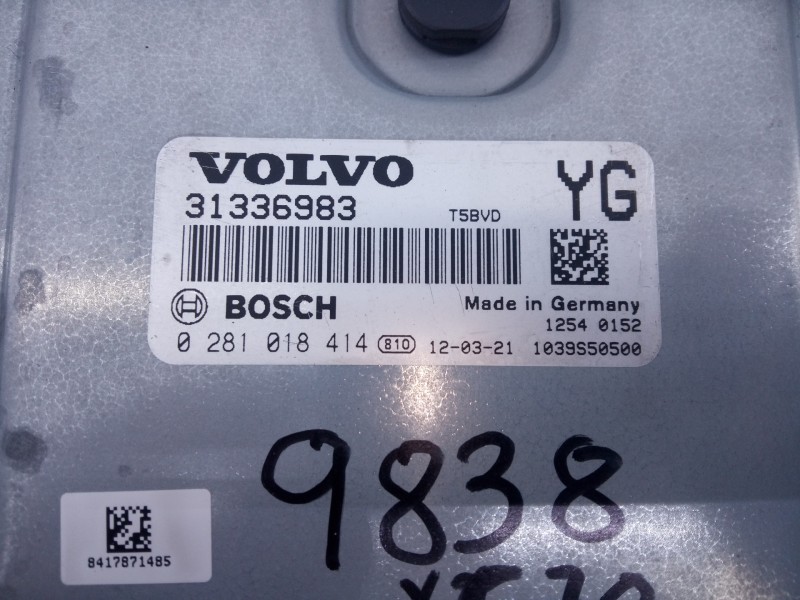 VOLVO
31336983 T5BVD YG
BOSCH Made in Germany
1254 0152
0 281 018 414 810 12-03-21 1039S50500
9838
8417871485